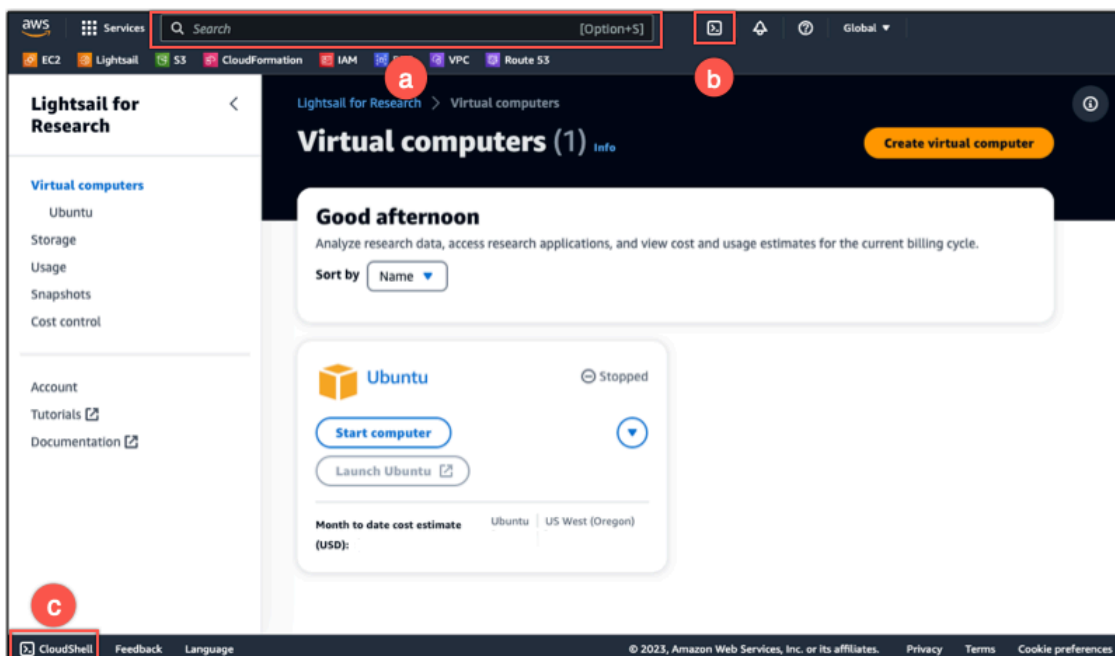 aws Services Search [Option+S] Global
EC2 Lightsail S3 CloudFormation IAM VPC Route 53
a
b
Lightsail for Research
Virtual computers
Ubuntu
Storage
Usage
Snapshots
Cost control
Account
Tutorials
Documentation
Lightsail for Research > Virtual computers
Virtual computers (1) Info
Create virtual computer
Good afternoon
Analyze research data, access research applications, and view cost and usage estimates for the current billing cycle.
Sort by Name
Ubuntu
Stopped
Start computer
Launch Ubuntu
Month to date cost estimate (USD):
Ubuntu US West (Oregon)
c
CloudShell Feedback Language © 2023, Amazon Web Services, Inc. or its affiliates. Privacy Terms Cookie preferences